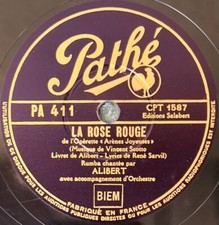 Pathé
PA 411
CPT 1587
Editions Salabert
LA ROSE ROUGE
de l'Opérette «Arènes Joyeuses»
(Musique de Vincent Scotto
Livret de Alibert - Lyrics de René Sarvil)
Rumba chantée par
ALIBERT
avec accompagnement d'Orchestre
BIEM
FABRIQUÉ EN FRANCE